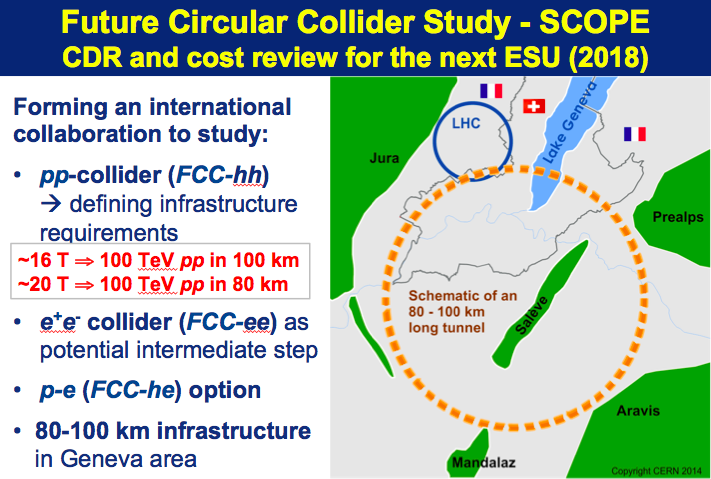 Future Circular Collider Study - SCOPE
CDR and cost review for the next ESU (2018)
Forming an international
collaboration to study:
• pp-collider (FCC-hh)
→ defining infrastructure
requirements
~16 T ⇒ 100 TeV pp in 100 km
~20 T ⇒ 100 TeV pp in 80 km
• e⁺e⁻ collider (FCC-ee) as
potential intermediate step
• p-e (FCC-he) option
• 80-100 km infrastructure
in Geneva area
LHC
Lake Geneva
Jura
Prealps
Schematic of an
80 - 100 km
long tunnel
Salève
Aravis
Mandalaz
Copyright CERN 2014